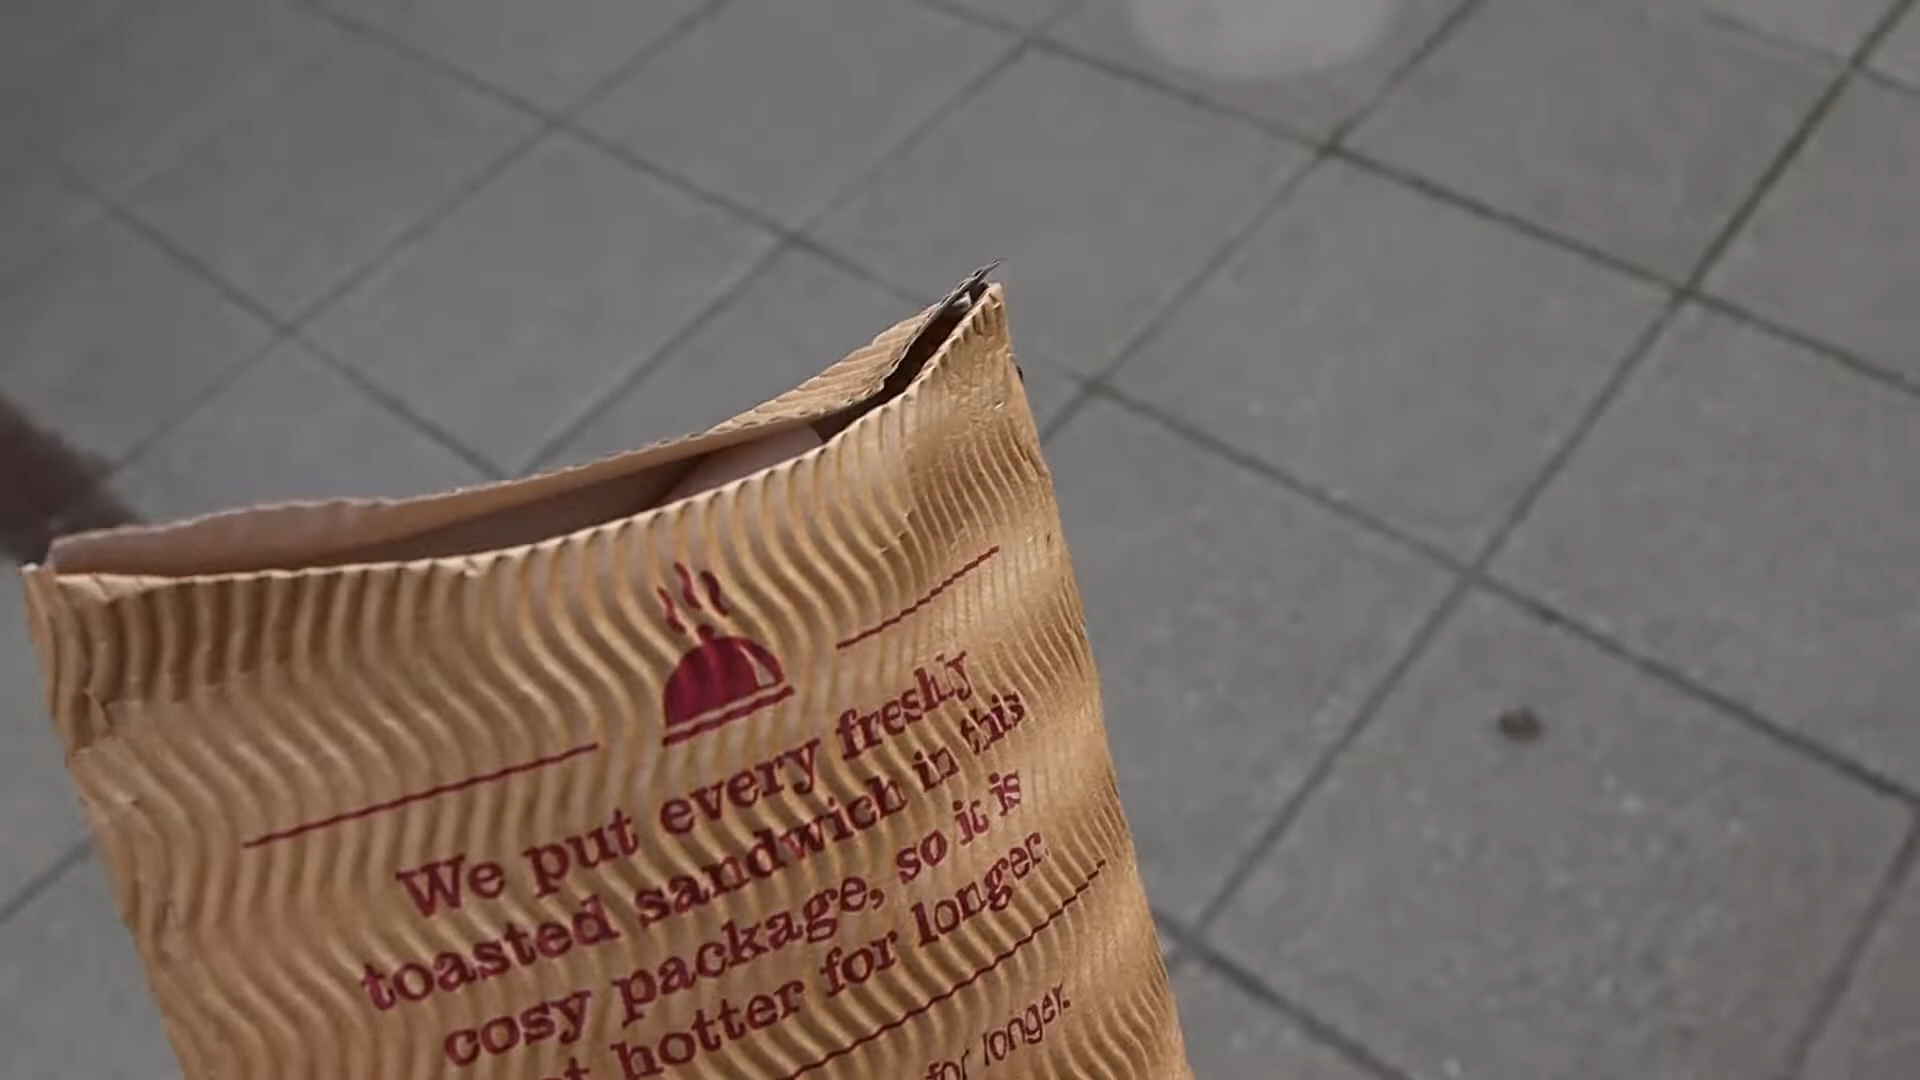 We put every freshly
toasted sandwich in this
cosy package, so it is
hotter for longer.
for longer.